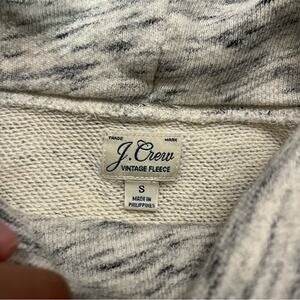 TRADE MARK
J. Crew
VINTAGE FLEECE
S
MADE IN
PHILIPPINES